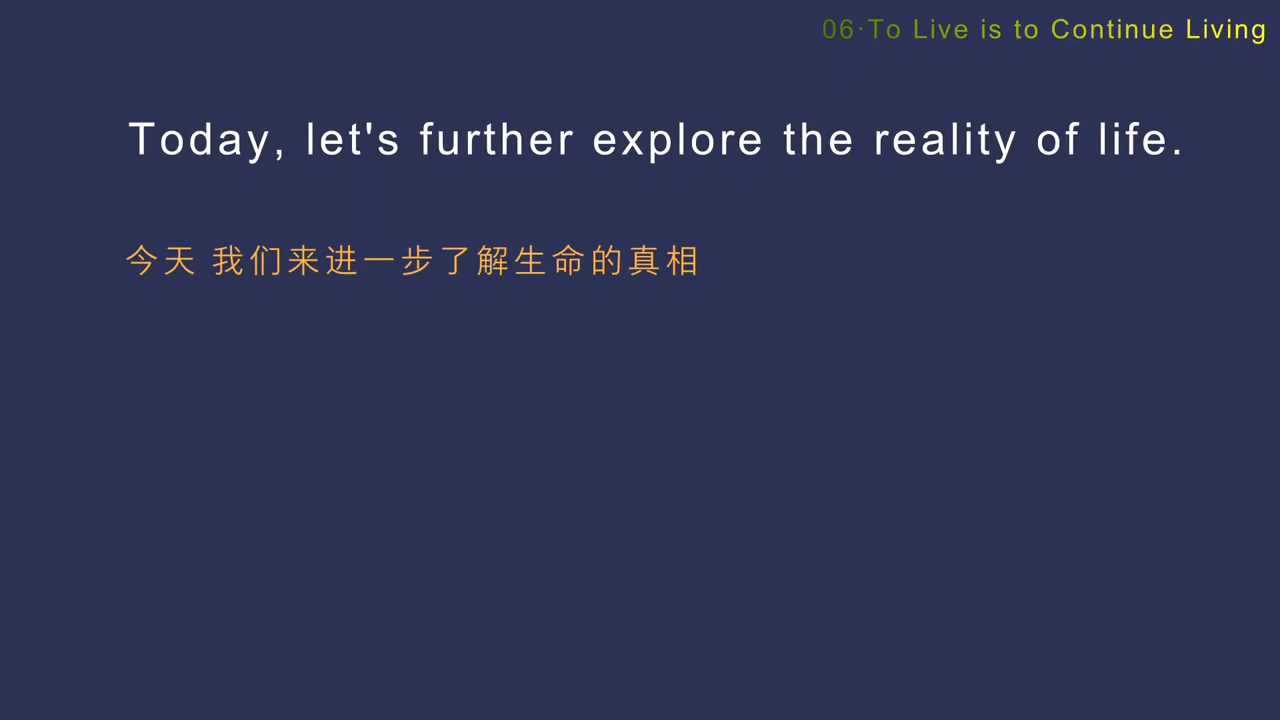 06·To Live is to Continue Living
Today, let's further explore the reality of life.
今天 我们来进一步了解生命的真相